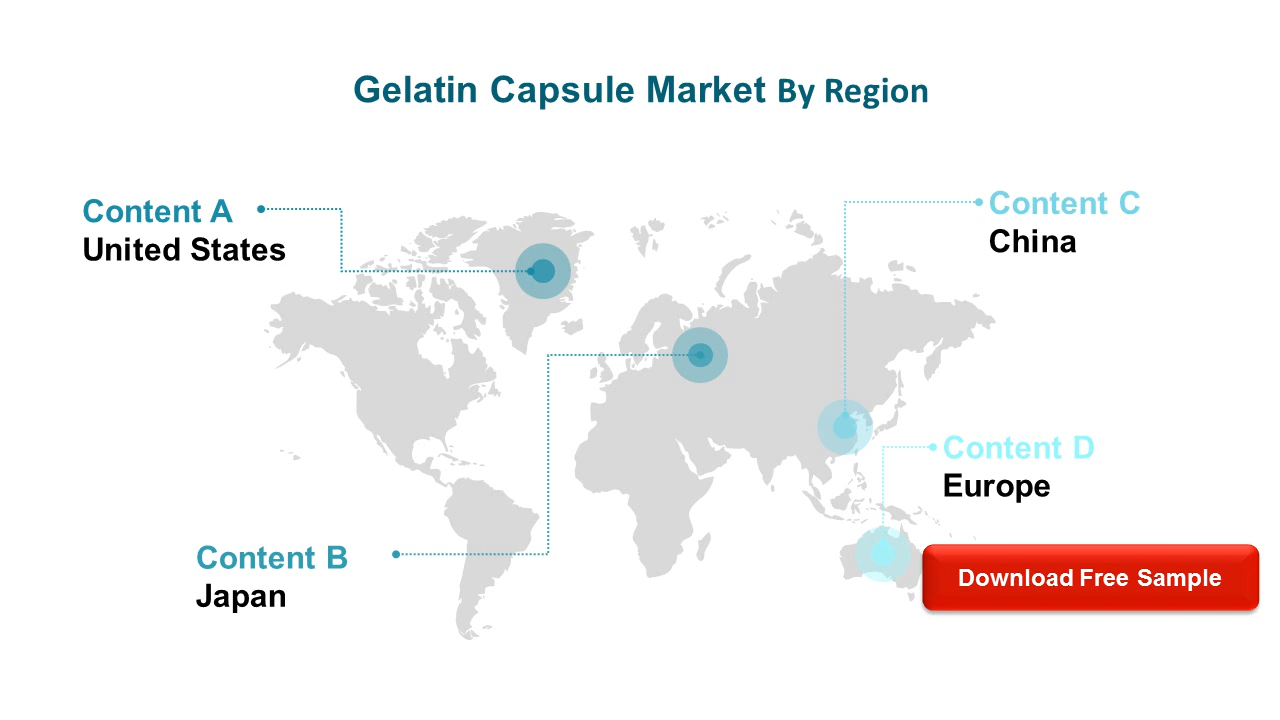 Gelatin Capsule Market By Region
Content A
United States
Content C
China
Content D
Europe
Content B
Japan
Download Free Sample